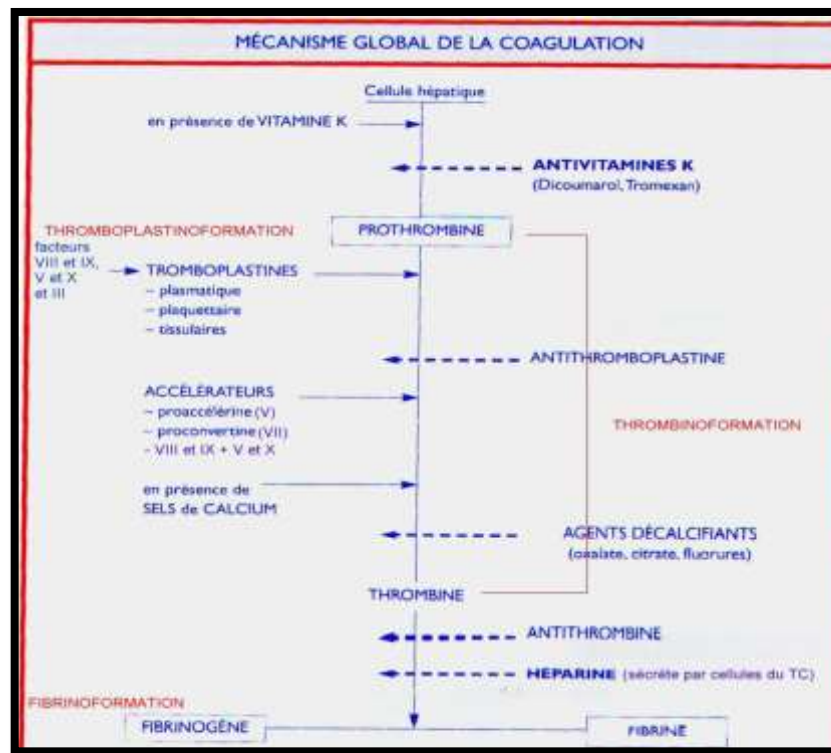 MÉCANISME GLOBAL DE LA COAGULATION
Cellule hépatique
en présence de VITAMINE K
ANTIVITAMINES K
(Dicoumarol, Tromexan)
PROTHROMBINE
THROMBOPLASTINOFORMATION
facteurs
VIII et IX,
V et X
et III
TROMBOPLASTINES
– plasmatique
– plaquettaire
– tissulaires
ANTITHROMBOPLASTINE
ACCÉLÉRATEURS
– proaccélérine (V)
– proconvertine (VII)
- VIII et IX + V et X
THROMBINOFORMATION
en présence de
SELS de CALCIUM
AGENTS DÉCALCIFIANTS
(oxalate, citrate, fluorures)
THROMBINE
ANTITHROMBINE
HEPARINE (sécrète par cellules du TC)
FIBRINOFORMATION
FIBRINOGÈNE
FIBRINE